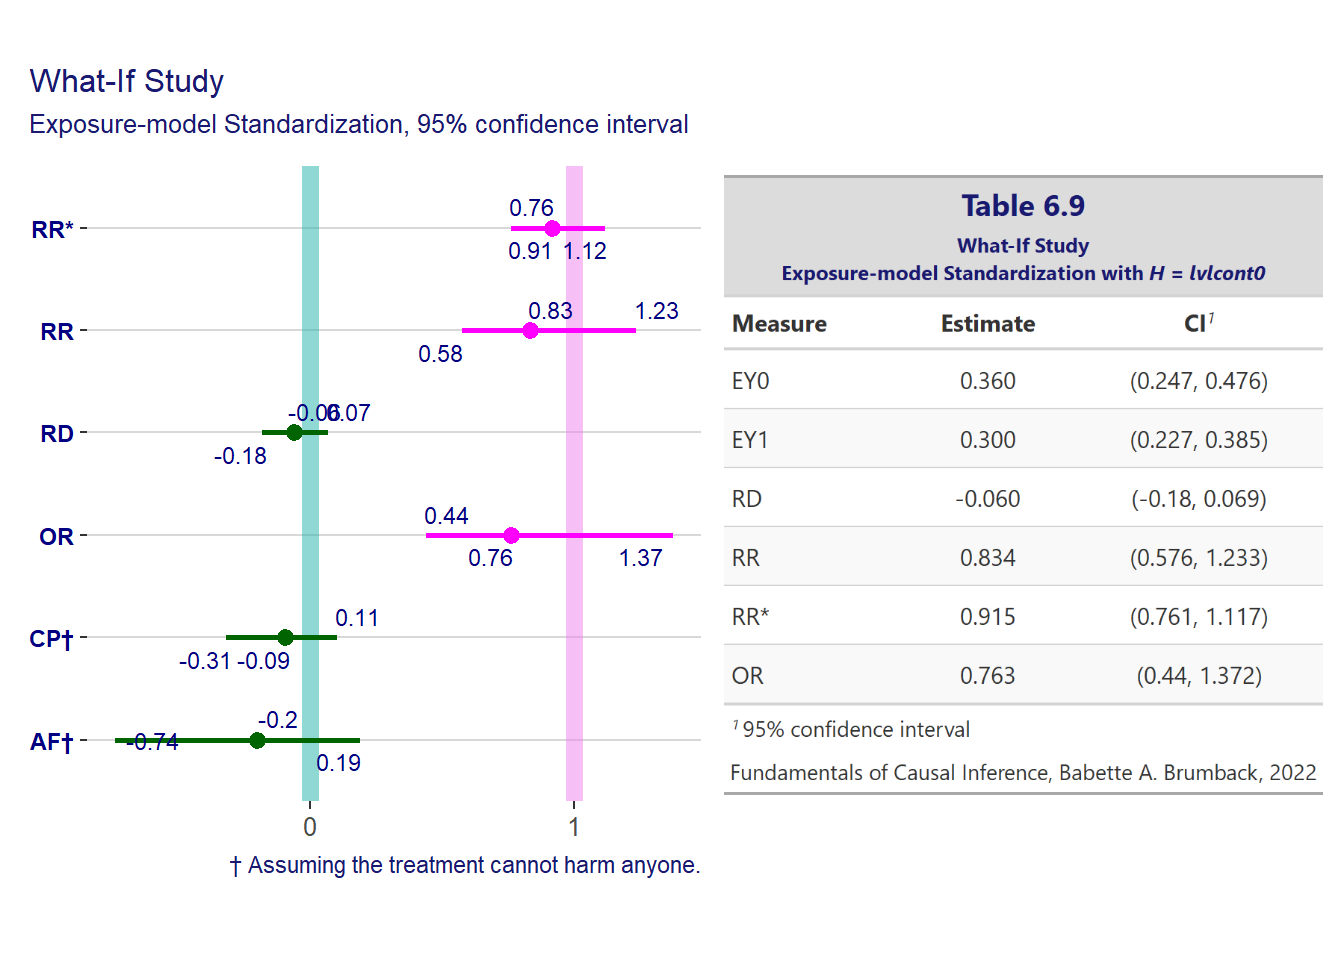 What-If Study
Exposure-model Standardization, 95% confidence interval
0.76
RR*
0.91 1.12
0.83 1.23
RR
0.58
-0.06 0.07
RD
-0.18
0.44
OR
0.76 1.37
0.11
CP†
-0.31 -0.09
-0.2
AF† -0.74
0.19
0 1
† Assuming the treatment cannot harm anyone.
Table 6.9
What-If Study
Exposure-model Standardization with H = lvlcont0
Measure Estimate CI1
EY0 0.360 (0.247, 0.476)
EY1 0.300 (0.227, 0.385)
RD -0.060 (-0.18, 0.069)
RR 0.834 (0.576, 1.233)
RR* 0.915 (0.761, 1.117)
OR 0.763 (0.44, 1.372)
1 95% confidence interval
Fundamentals of Causal Inference, Babette A. Brumback, 2022